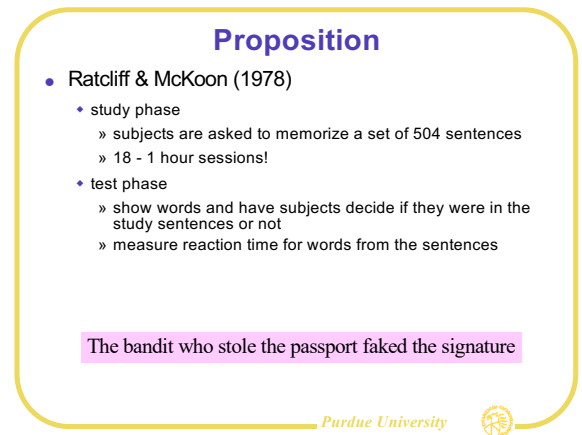 Proposition
Ratcliff & McKoon (1978)
study phase
» subjects are asked to memorize a set of 504 sentences
» 18 - 1 hour sessions!
test phase
» show words and have subjects decide if they were in the
study sentences or not
» measure reaction time for words from the sentences
The bandit who stole the passport faked the signature
Purdue University